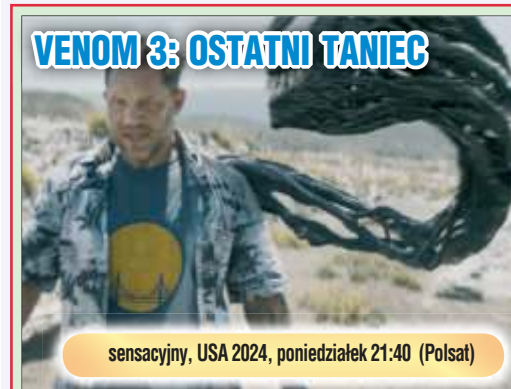 VENOM 3: OSTATNI TANIEC
sensacyjny, USA 2024, poniedziałek 21:40 (Polsat)